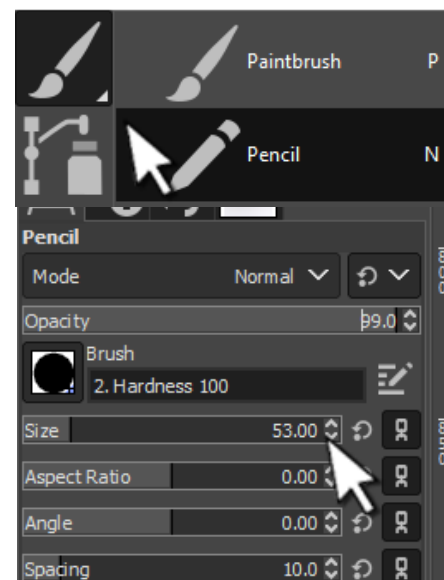 Paintbrush P
Pencil N
Pencil
Mode Normal
Opacity 99.0
Brush
2. Hardness 100
Size 53.00
Aspect Ratio 0.00
Angle 0.00
Spacing 10.0